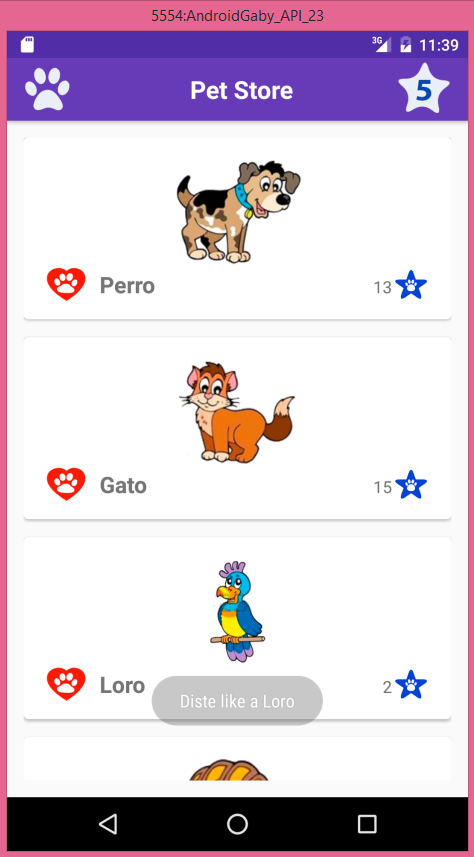 5554:AndroidGaby_API_23
3G 11:39
Pet Store
5
Perro
13
Gato
15
Loro
2
Diste like a Loro